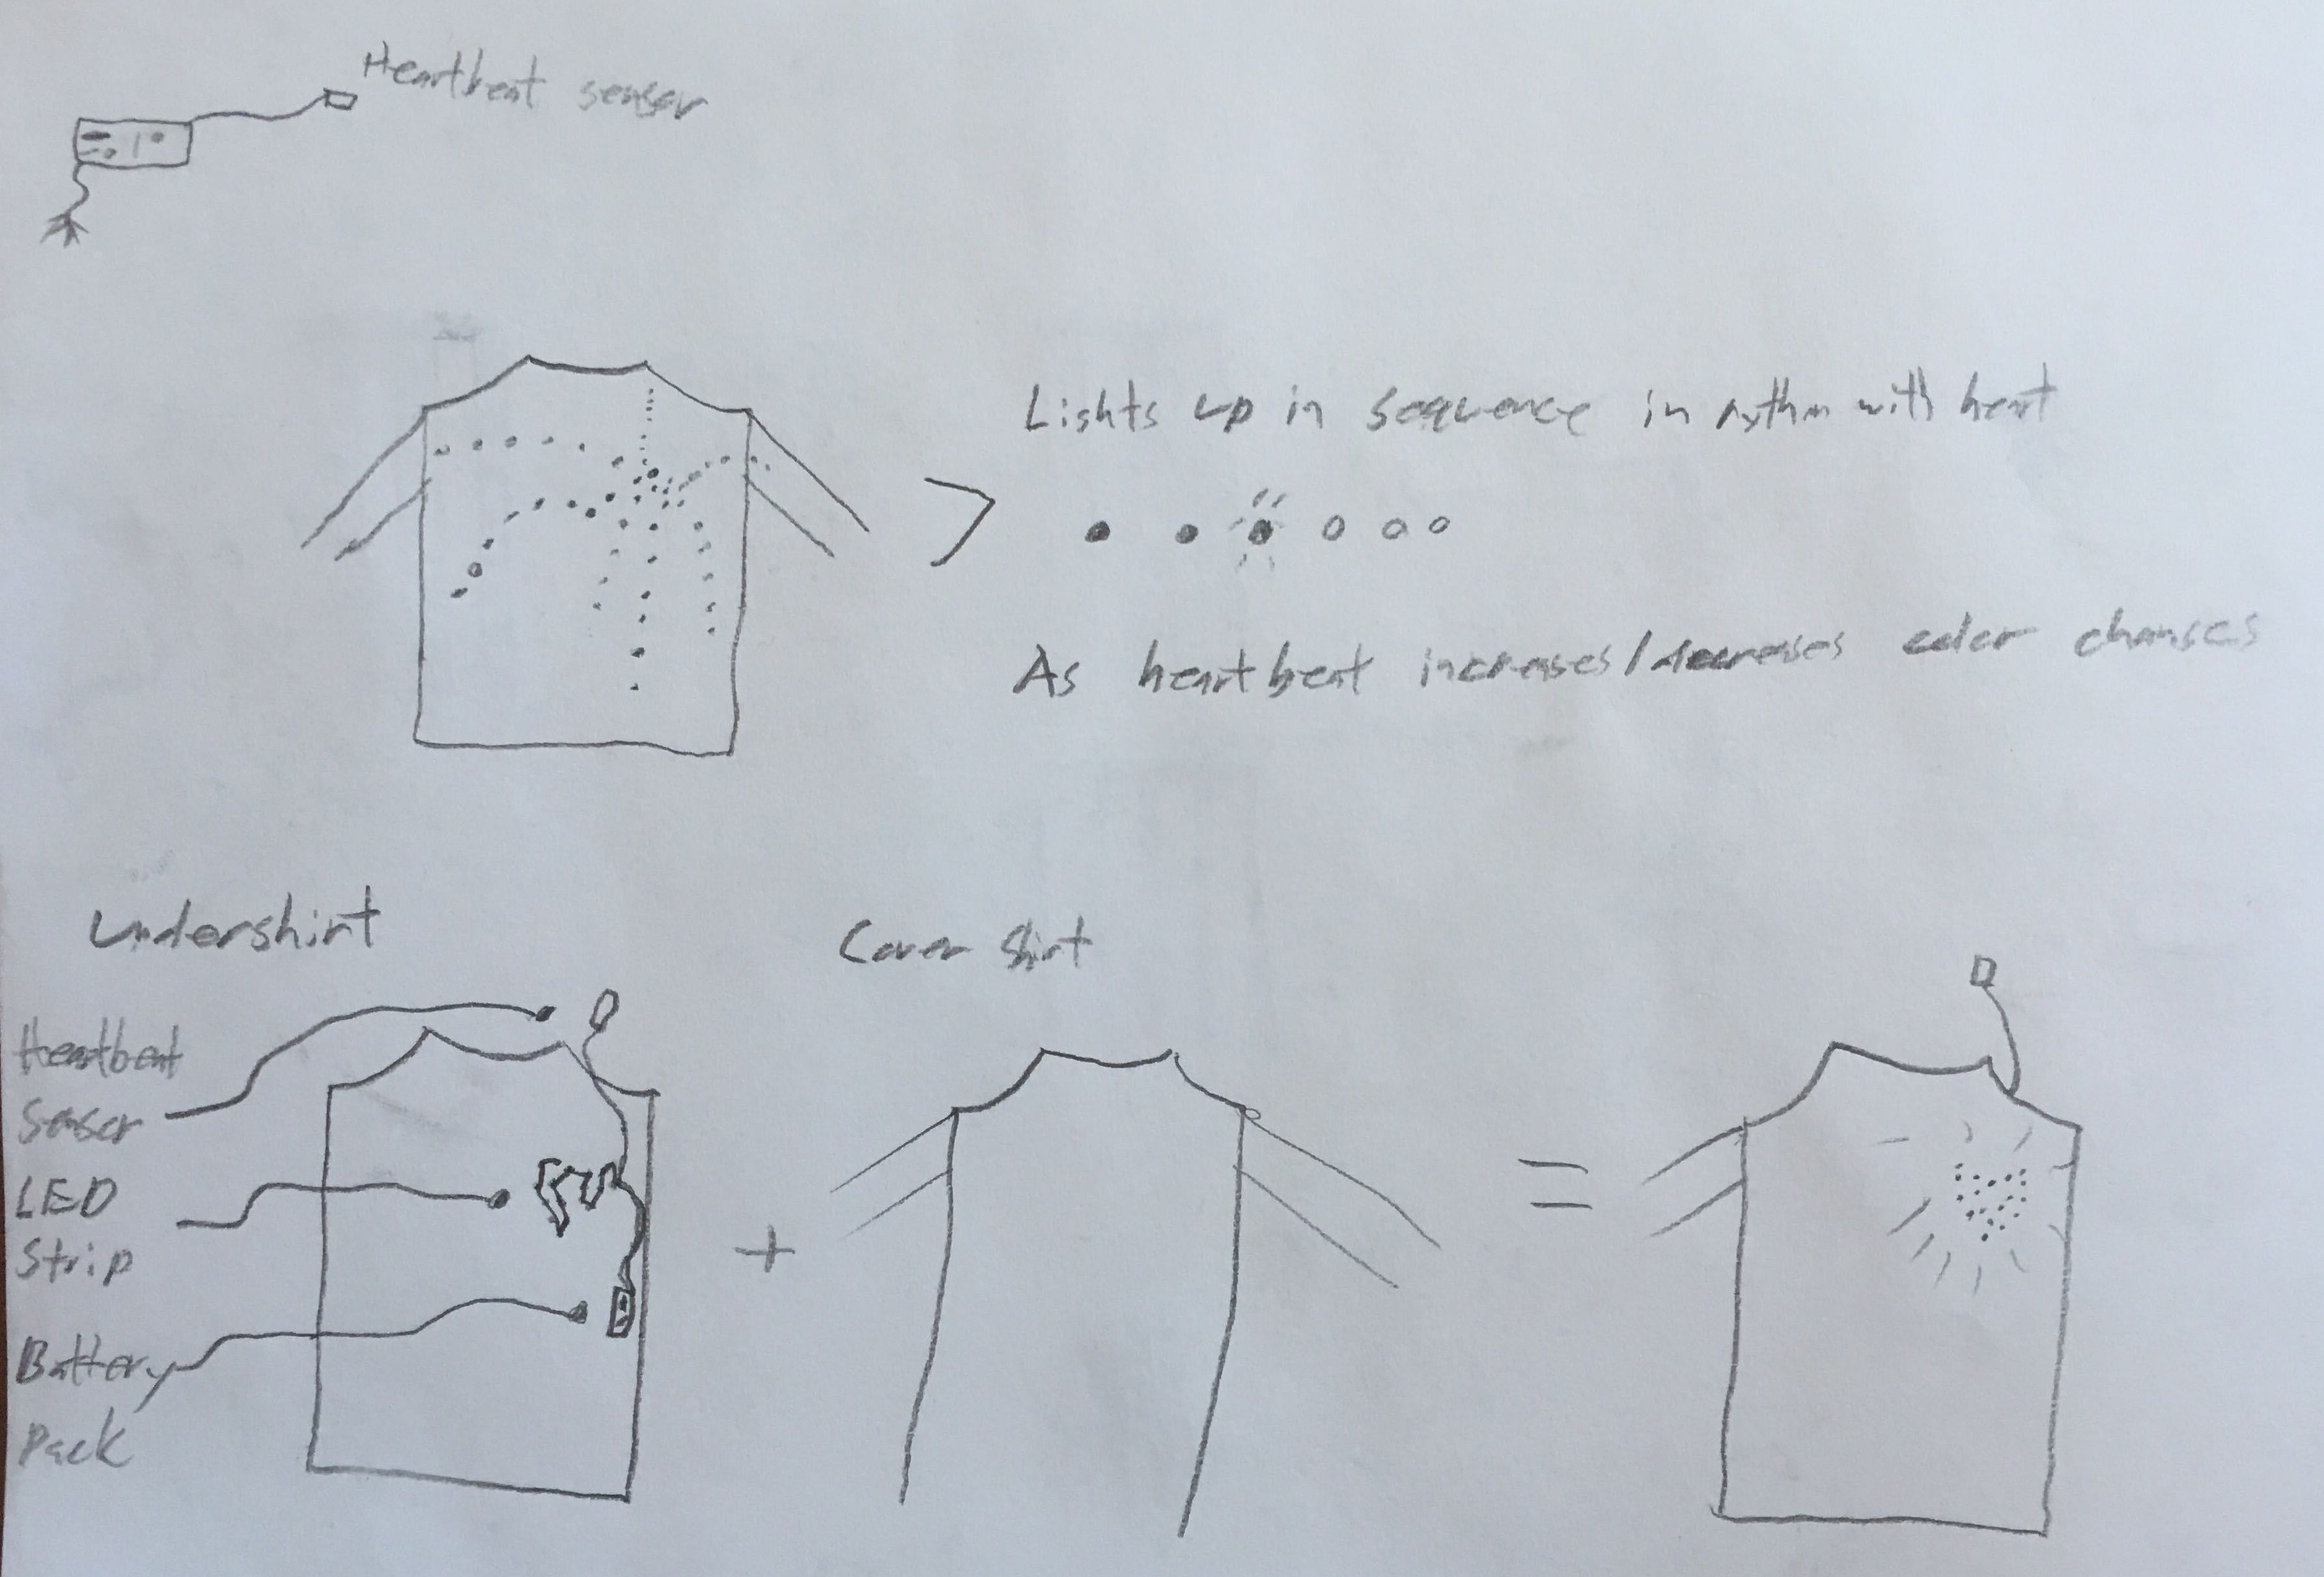 Heartbeat sensor
Lights up in sequence in rythm with heart
As heartbeat increases/decreases color changes
Undershirt
Cover Shirt
Heartbeat
Sensor
LED
Strip
Battery
Pack
+
=